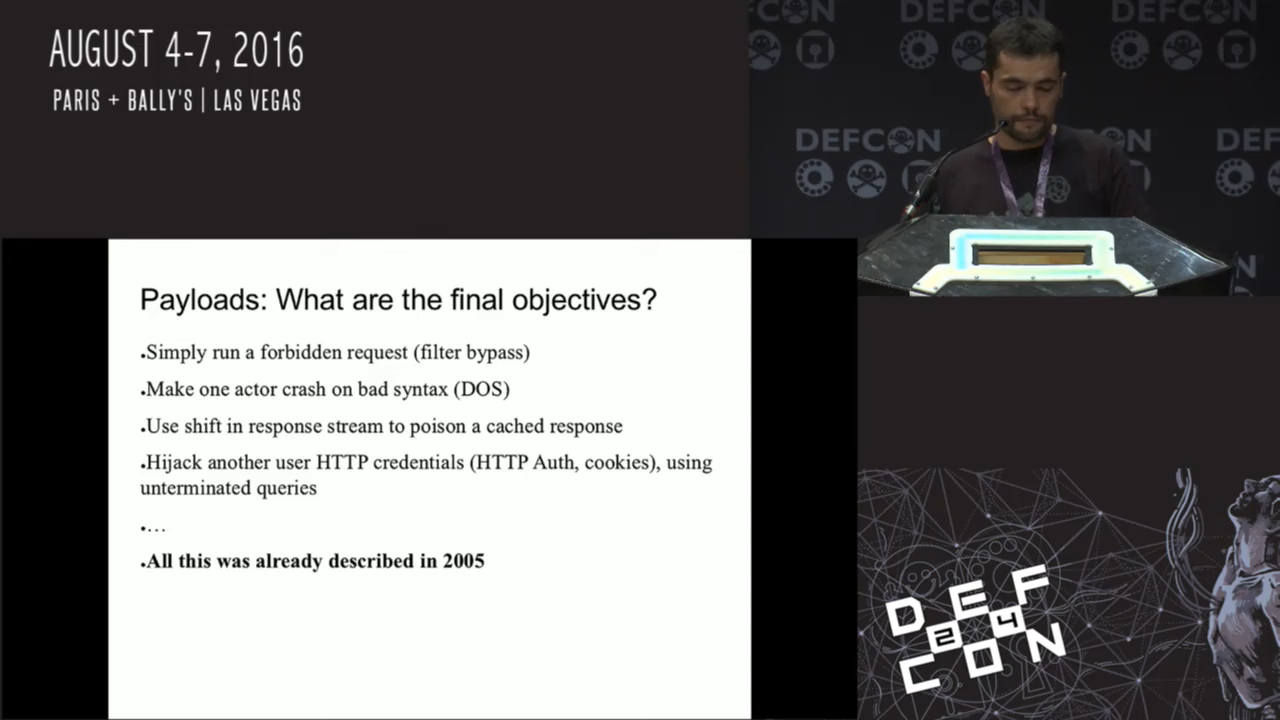 AUGUST 4-7, 2016
PARIS + BALLY'S | LAS VEGAS
DEFCON DEFCON DEFCON
DEFCON
Payloads: What are the final objectives?
.Simply run a forbidden request (filter bypass)
.Make one actor crash on bad syntax (DOS)
.Use shift in response stream to poison a cached response
.Hijack another user HTTP credentials (HTTP Auth, cookies), using
unterminated queries
.…
.All this was already described in 2005
DEF
24
CON